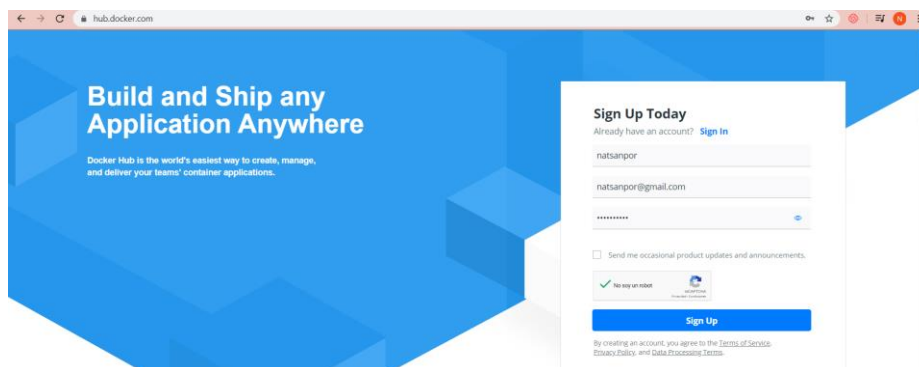 hub.docker.com
N
Build and Ship any
Application Anywhere
Docker Hub is the world's easiest way to create, manage,
and deliver your teams' container applications.
Sign Up Today
Already have an account? Sign In
natsanpor
natsanpor@gmail.com
••••••••••
Send me occasional product updates and announcements.
No soy un robot
reCAPTCHA
Sign Up
By creating an account, you agree to the Terms of Service,
Privacy Policy, and Data Processing Terms.